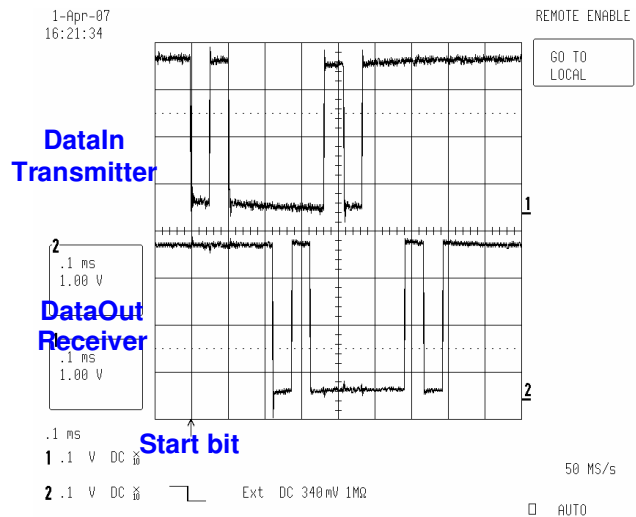 1-Apr-07
16:21:34
REMOTE ENABLE
GO TO
LOCAL
DataIn
Transmitter
1
2
.1 ms
1.00 V
DataOut
Receiver
.1 ms
1.00 V
2
.1 ms
Start bit
1 .1 V DC X10
2 .1 V DC X10
Ext DC 340mV 1MΩ
50 MS/s
AUTO